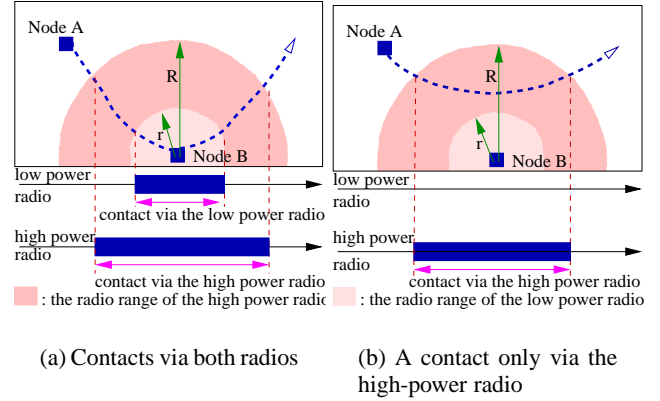 Node A
R
r
Node B
low power
radio
contact via the low power radio
high power
radio
contact via the high power radio
: the radio range of the high power radio
(a) Contacts via both radios
Node A
R
r
Node B
low power
radio
high power
radio
contact via the high power radio
: the radio range of the low power radio
(b) A contact only via the
high-power radio